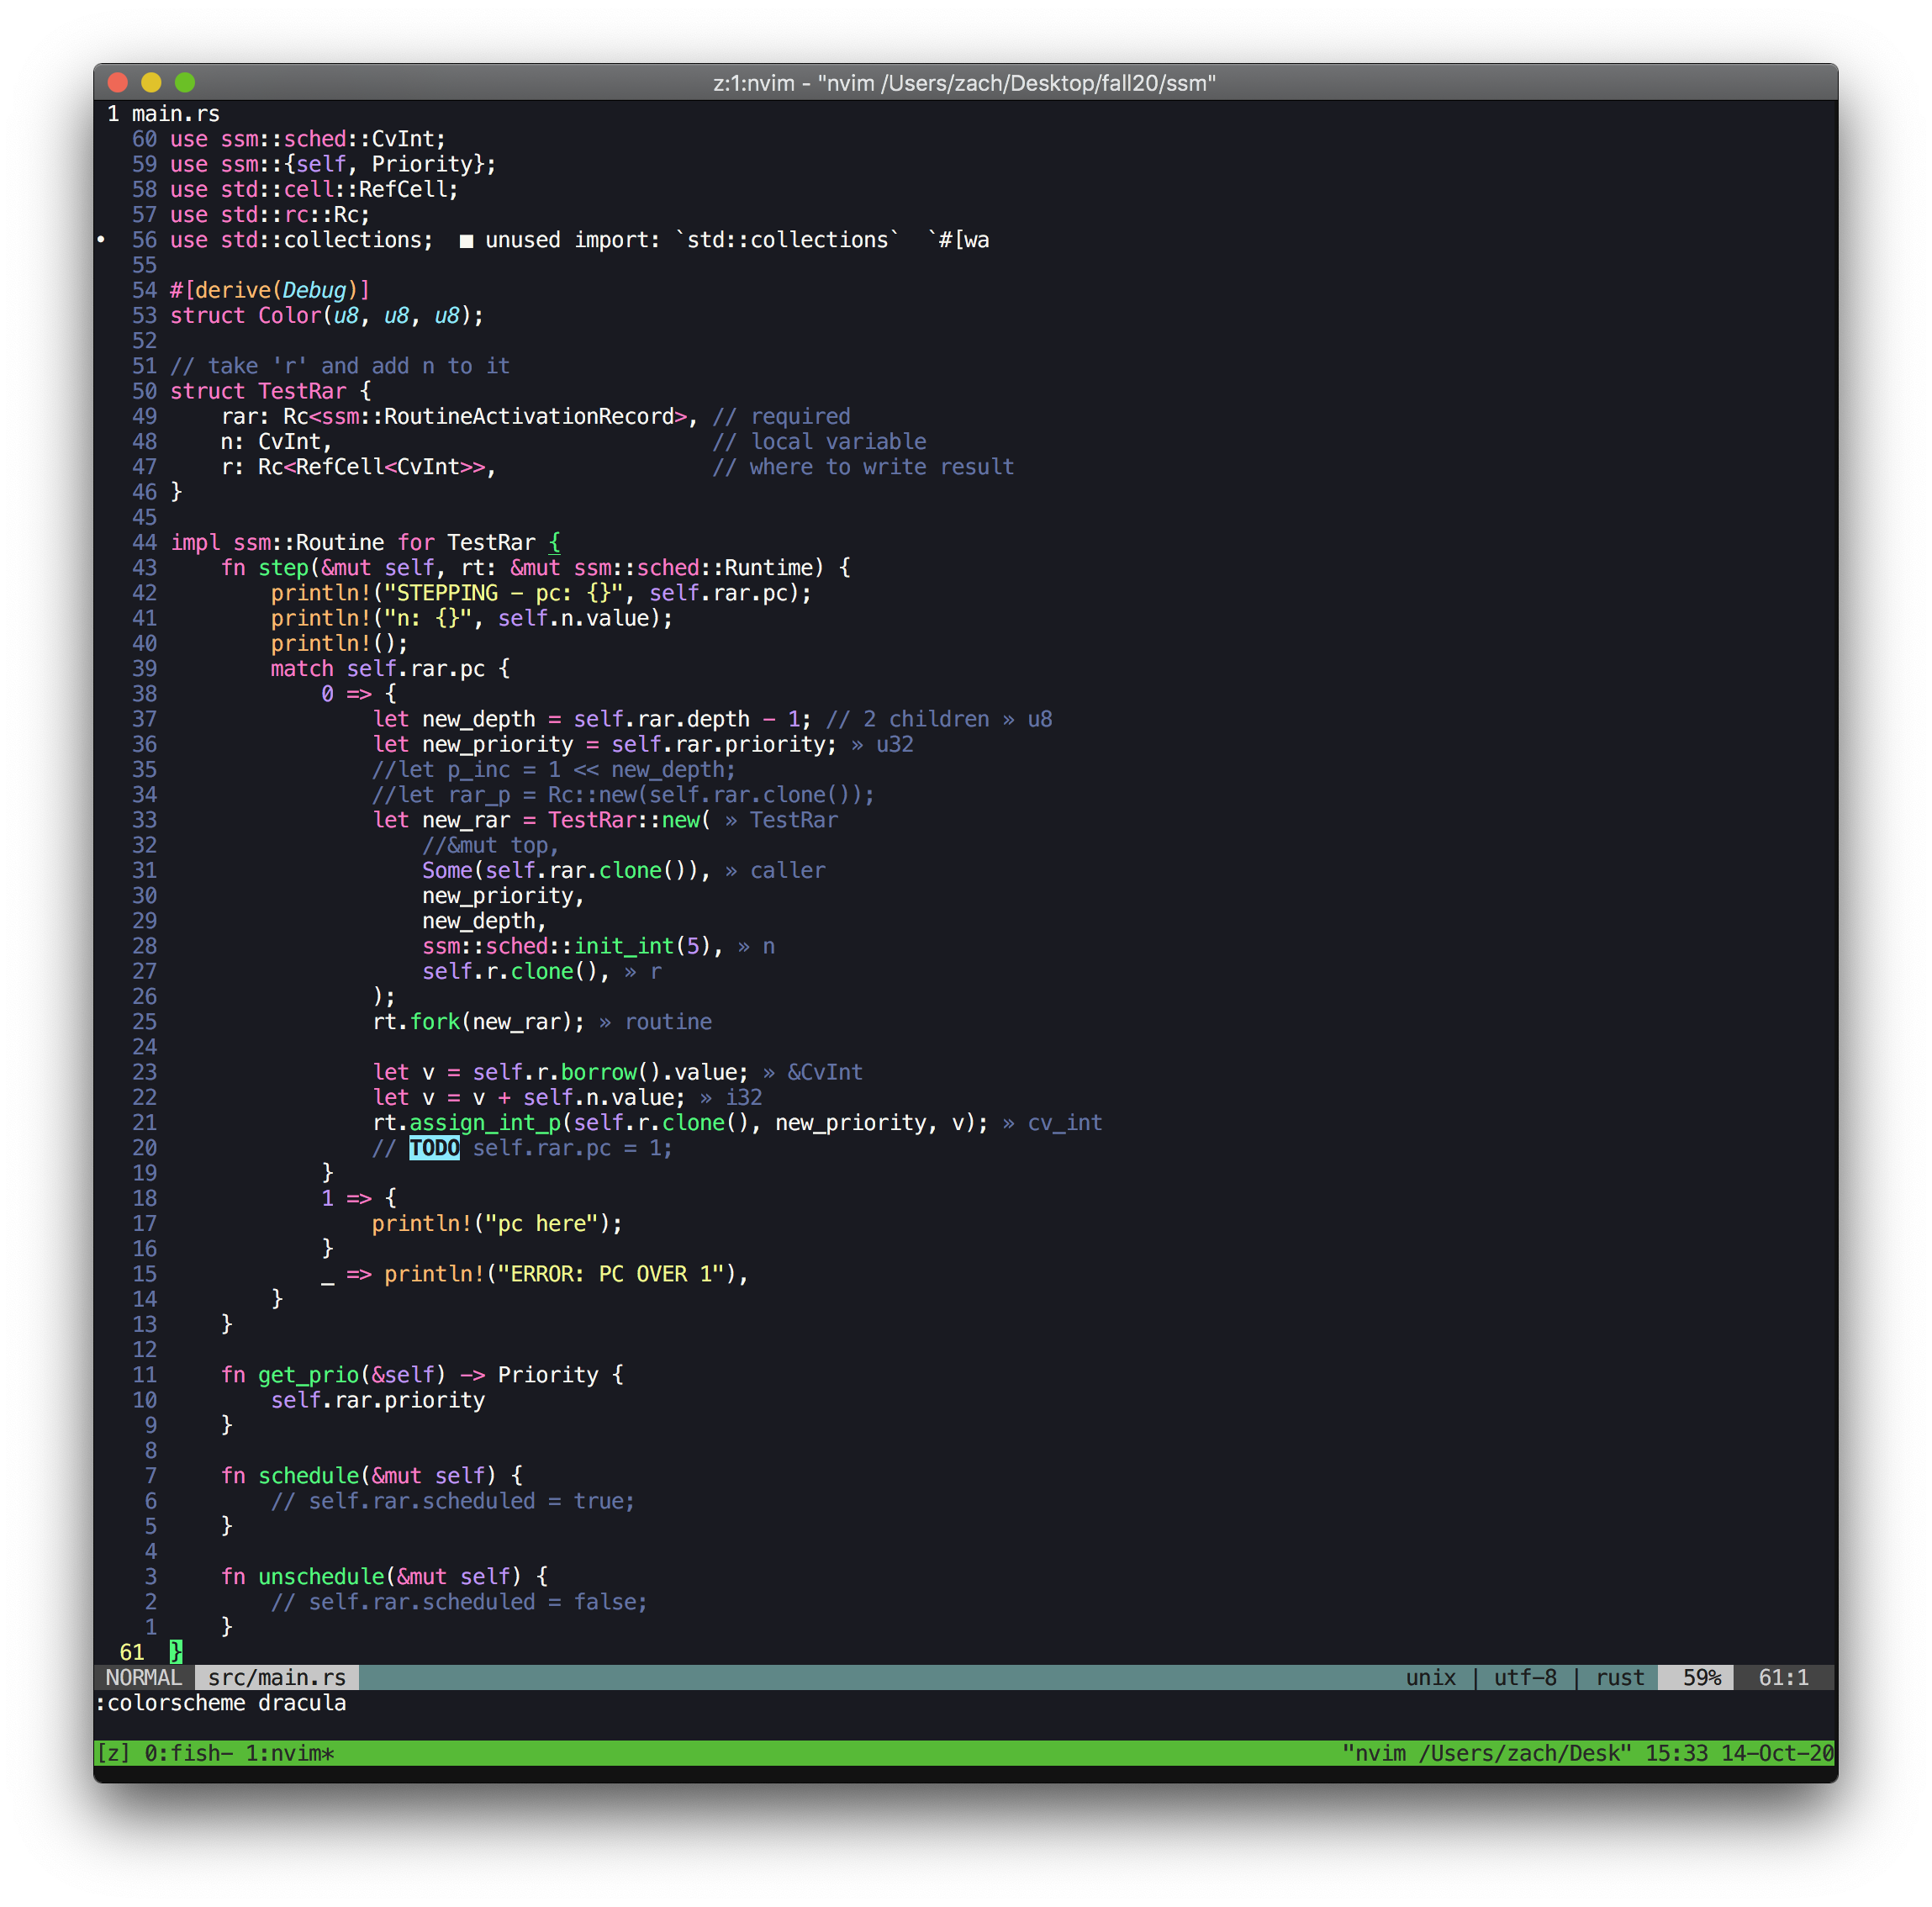 z:1:nvim - "nvim /Users/zach/Desktop/fall20/ssm"
1 main.rs
60 use ssm::sched::CvInt;
59 use ssm::{self, Priority};
58 use std::cell::RefCell;
57 use std::rc::Rc;
• 56 use std::collections;  ■ unused import: `std::collections`  `#[wa
55
54 #[derive(Debug)]
53 struct Color(u8, u8, u8);
52
51 // take 'r' and add n to it
50 struct TestRar {
49     rar: Rc<ssm::RoutineActivationRecord>, // required
48     n: CvInt,                              // local variable
47     r: Rc<RefCell<CvInt>>,                 // where to write result
46 }
45
44 impl ssm::Routine for TestRar {
43     fn step(&mut self, rt: &mut ssm::sched::Runtime) {
42         println!("STEPPING - pc: {}", self.rar.pc);
41         println!("n: {}", self.n.value);
40         println!();
39         match self.rar.pc {
38             0 => {
37                 let new_depth = self.rar.depth - 1; // 2 children » u8
36                 let new_priority = self.rar.priority; » u32
35                 //let p_inc = 1 << new_depth;
34                 //let rar_p = Rc::new(self.rar.clone());
33                 let new_rar = TestRar::new( » TestRar
32                     //&mut top,
31                     Some(self.rar.clone()), » caller
30                     new_priority,
29                     new_depth,
28                     ssm::sched::init_int(5), » n
27                     self.r.clone(), » r
26                 );
25                 rt.fork(new_rar); » routine
24
23                 let v = self.r.borrow().value; » &CvInt
22                 let v = v + self.n.value; » i32
21                 rt.assign_int_p(self.r.clone(), new_priority, v); » cv_int
20                 // TODO self.rar.pc = 1;
19             }
18             1 => {
17                 println!("pc here");
16             }
15             _ => println!("ERROR: PC OVER 1"),
14         }
13     }
12
11     fn get_prio(&self) -> Priority {
10         self.rar.priority
9     }
8
7     fn schedule(&mut self) {
6         // self.rar.scheduled = true;
5     }
4
3     fn unschedule(&mut self) {
2         // self.rar.scheduled = false;
1     }
61 }
NORMAL src/main.rs unix | utf-8 | rust 59% 61:1
:colorscheme dracula
[z] 0:fish- 1:nvim* "nvim /Users/zach/Desk" 15:33 14-Oct-20